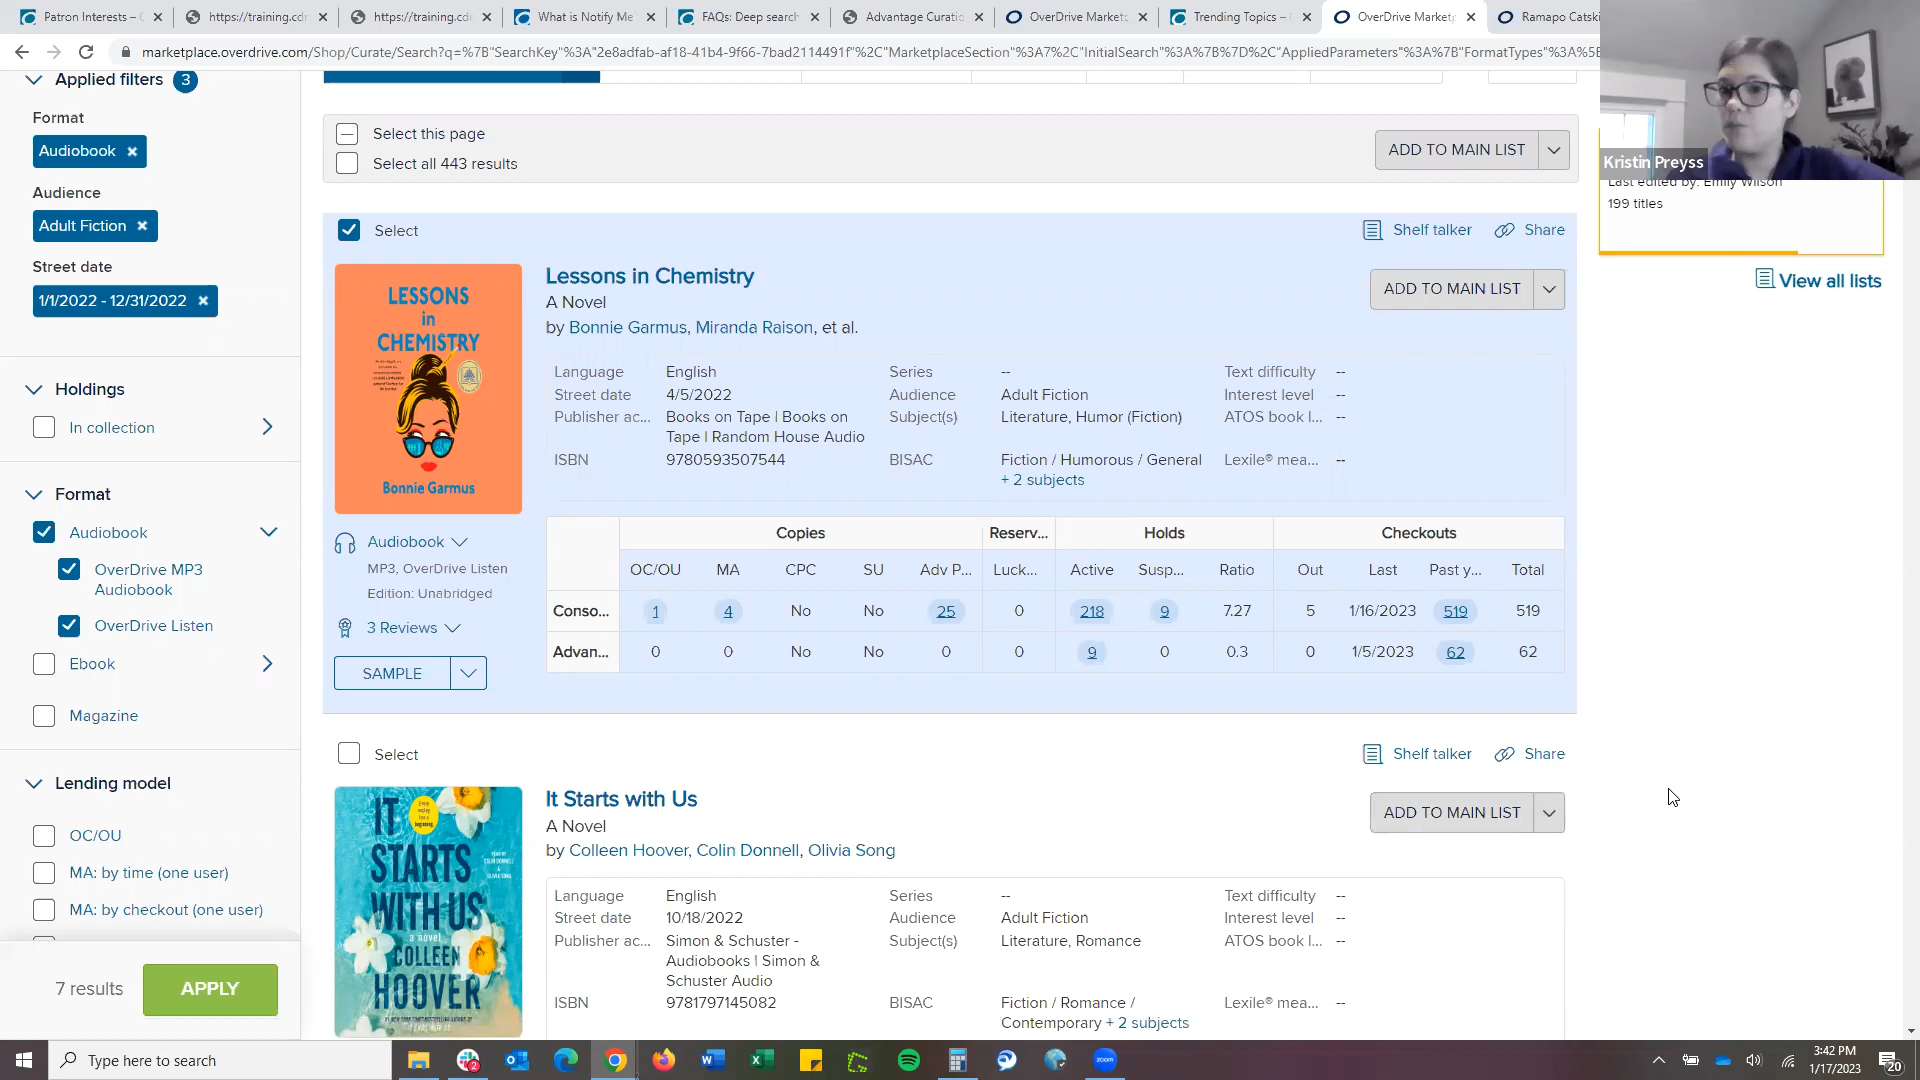 Patron Interests – 
https://training.cdn
https://training.cde
What is Notify Me
FAQs: Deep search
Advantage Curatio
OverDrive Marketp
Trending Topics – 
OverDrive Marketp
Ramapo Catski
marketplace.overdrive.com/Shop/Curate/Search?q=%7B"SearchKey"%3A"2e8adfab-af18-41b4-9f66-7bad2114491f"%2C"MarketplaceSection"%3A7%2C"InitialSearch"%3A%7B%7D%2C"AppliedParameters"%3A%7B"FormatTypes"%3A%5B
Applied filters 3
Format
Audiobook ×
Audience
Adult Fiction ×
Street date
1/1/2022 - 12/31/2022 ×
Holdings
In collection
Format
Audiobook
OverDrive MP3
Audiobook
OverDrive Listen
Ebook
Magazine
Lending model
OC/OU
MA: by time (one user)
MA: by checkout (one user)
7 results APPLY
Select this page
Select all 443 results
ADD TO MAIN LIST
Select
Shelf talker Share
LESSONS
in
CHEMISTRY
Bonnie Garmus
Lessons in Chemistry
A Novel
by Bonnie Garmus, Miranda Raison, et al.
ADD TO MAIN LIST
Language English Series -- Text difficulty --
Street date 4/5/2022 Audience Adult Fiction Interest level --
Publisher ac... Books on Tape | Books on Subject(s) Literature, Humor (Fiction) ATOS book l... --
Tape | Random House Audio
ISBN 9780593507544 BISAC Fiction / Humorous / General Lexile® mea... --
+ 2 subjects
Audiobook
MP3, OverDrive Listen
Edition: Unabridged
3 Reviews
SAMPLE
Copies Reserv... Holds Checkouts
OC/OU MA CPC SU Adv P... Luck... Active Susp... Ratio Out Last Past y... Total
Conso... 1 4 No No 25 0 218 9 7.27 5 1/16/2023 519 519
Advan... 0 0 No No 0 0 9 0 0.3 0 1/5/2023 62 62
Select
Shelf talker Share
IT
STARTS
WITH US
a novel
COLLEEN
HOOVER
It Starts with Us
A Novel
by Colleen Hoover, Colin Donnell, Olivia Song
ADD TO MAIN LIST
Language English Series -- Text difficulty --
Street date 10/18/2022 Audience Adult Fiction Interest level --
Publisher ac... Simon & Schuster - Subject(s) Literature, Romance ATOS book l... --
Audiobooks | Simon &
Schuster Audio
ISBN 9781797145082 BISAC Fiction / Romance / Lexile® mea... --
Contemporary + 2 subjects
Kristin Preyss
Last edited by: Emily Wilson
199 titles
View all lists
Type here to search
zoom
3:42 PM
1/17/2023
20